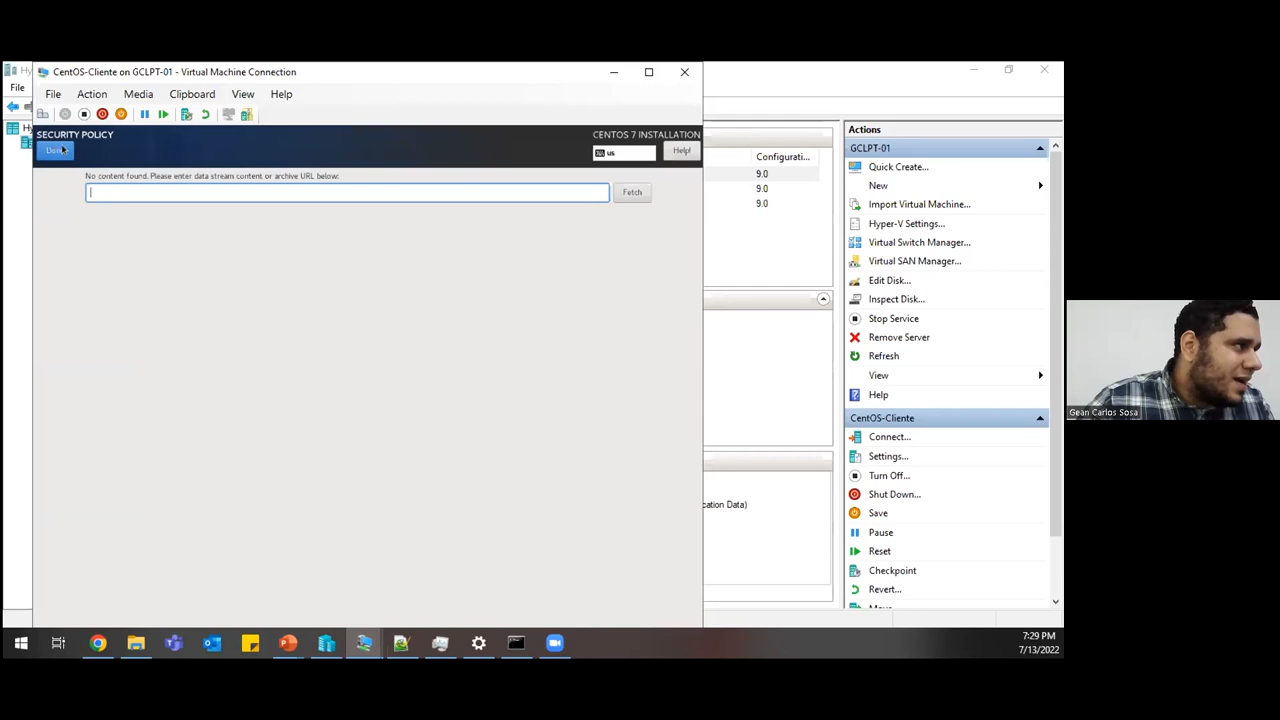 CentOS-Cliente on GCLPT-01 - Virtual Machine Connection
Hy
File
File Action Media Clipboard View Help
SECURITY POLICY
CENTOS 7 INSTALLATION
Done
us
Help!
No content found. Please enter data stream content or archive URL below:
Fetch
Hy
Configurati...
9.0
9.0
9.0
cation Data)
Actions
GCLPT-01
Quick Create...
New
Import Virtual Machine...
Hyper-V Settings...
Virtual Switch Manager...
Virtual SAN Manager...
Edit Disk...
Inspect Disk...
Stop Service
Remove Server
Refresh
View
Help
CentOS-Cliente
Connect...
Settings...
Turn Off...
Shut Down...
Save
Pause
Reset
Checkpoint
Revert...
Gean Carlos Sosa
7:29 PM
7/13/2022